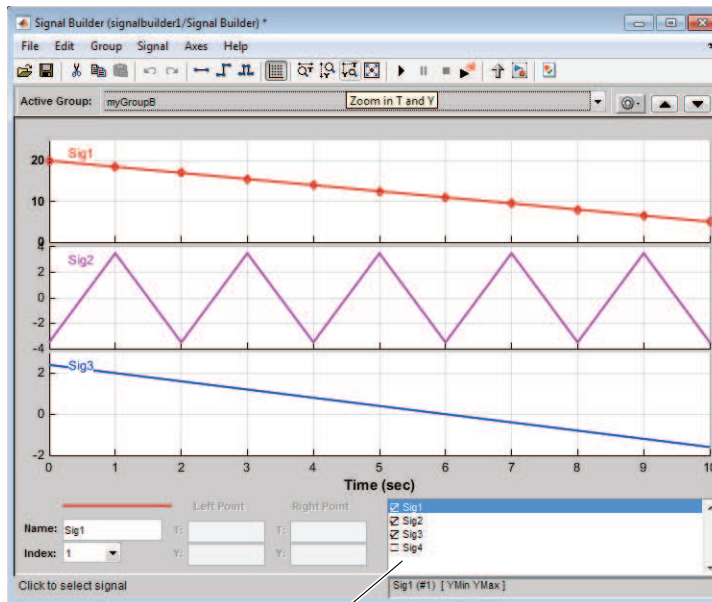 Signal Builder (signalbuilder1/Signal Builder) *
File Edit Group Signal Axes Help
Active Group: myGroupB
Zoom in T and Y
Sig1
20
10
0
Sig2
4
2
0
-2
-4
Sig3
2
0
-2
0 1 2 3 4 5 6 7 8 9 10
Time (sec)
Left Point Right Point
Name: Sig1 T: T:
Index: 1 Y: Y:
Sig1
Sig2
Sig3
Sig4
Click to select signal
Sig1 (#1) [ YMin YMax ]